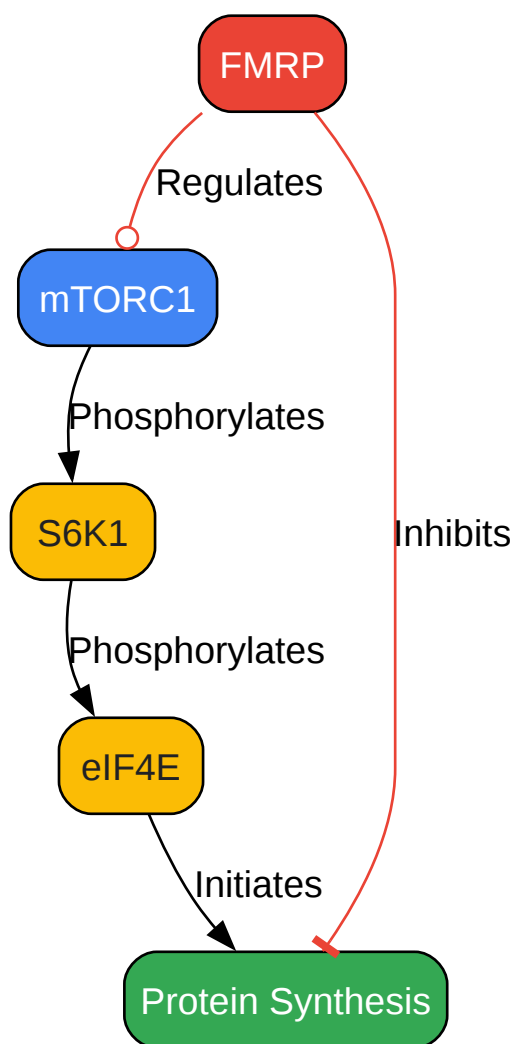 FMRP
Regulates
mTORC1
Phosphorylates
S6K1
Inhibits
Phosphorylates
eIF4E
Initiates
Protein Synthesis